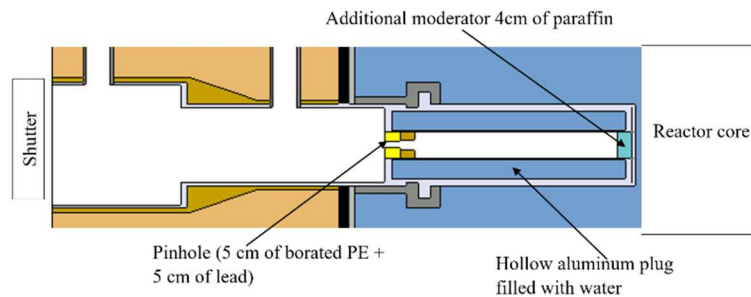 Additional moderator 4cm of paraffin
Shutter
Reactor core
Pinhole (5 cm of borated PE +
5 cm of lead)
Hollow aluminum plug
filled with water